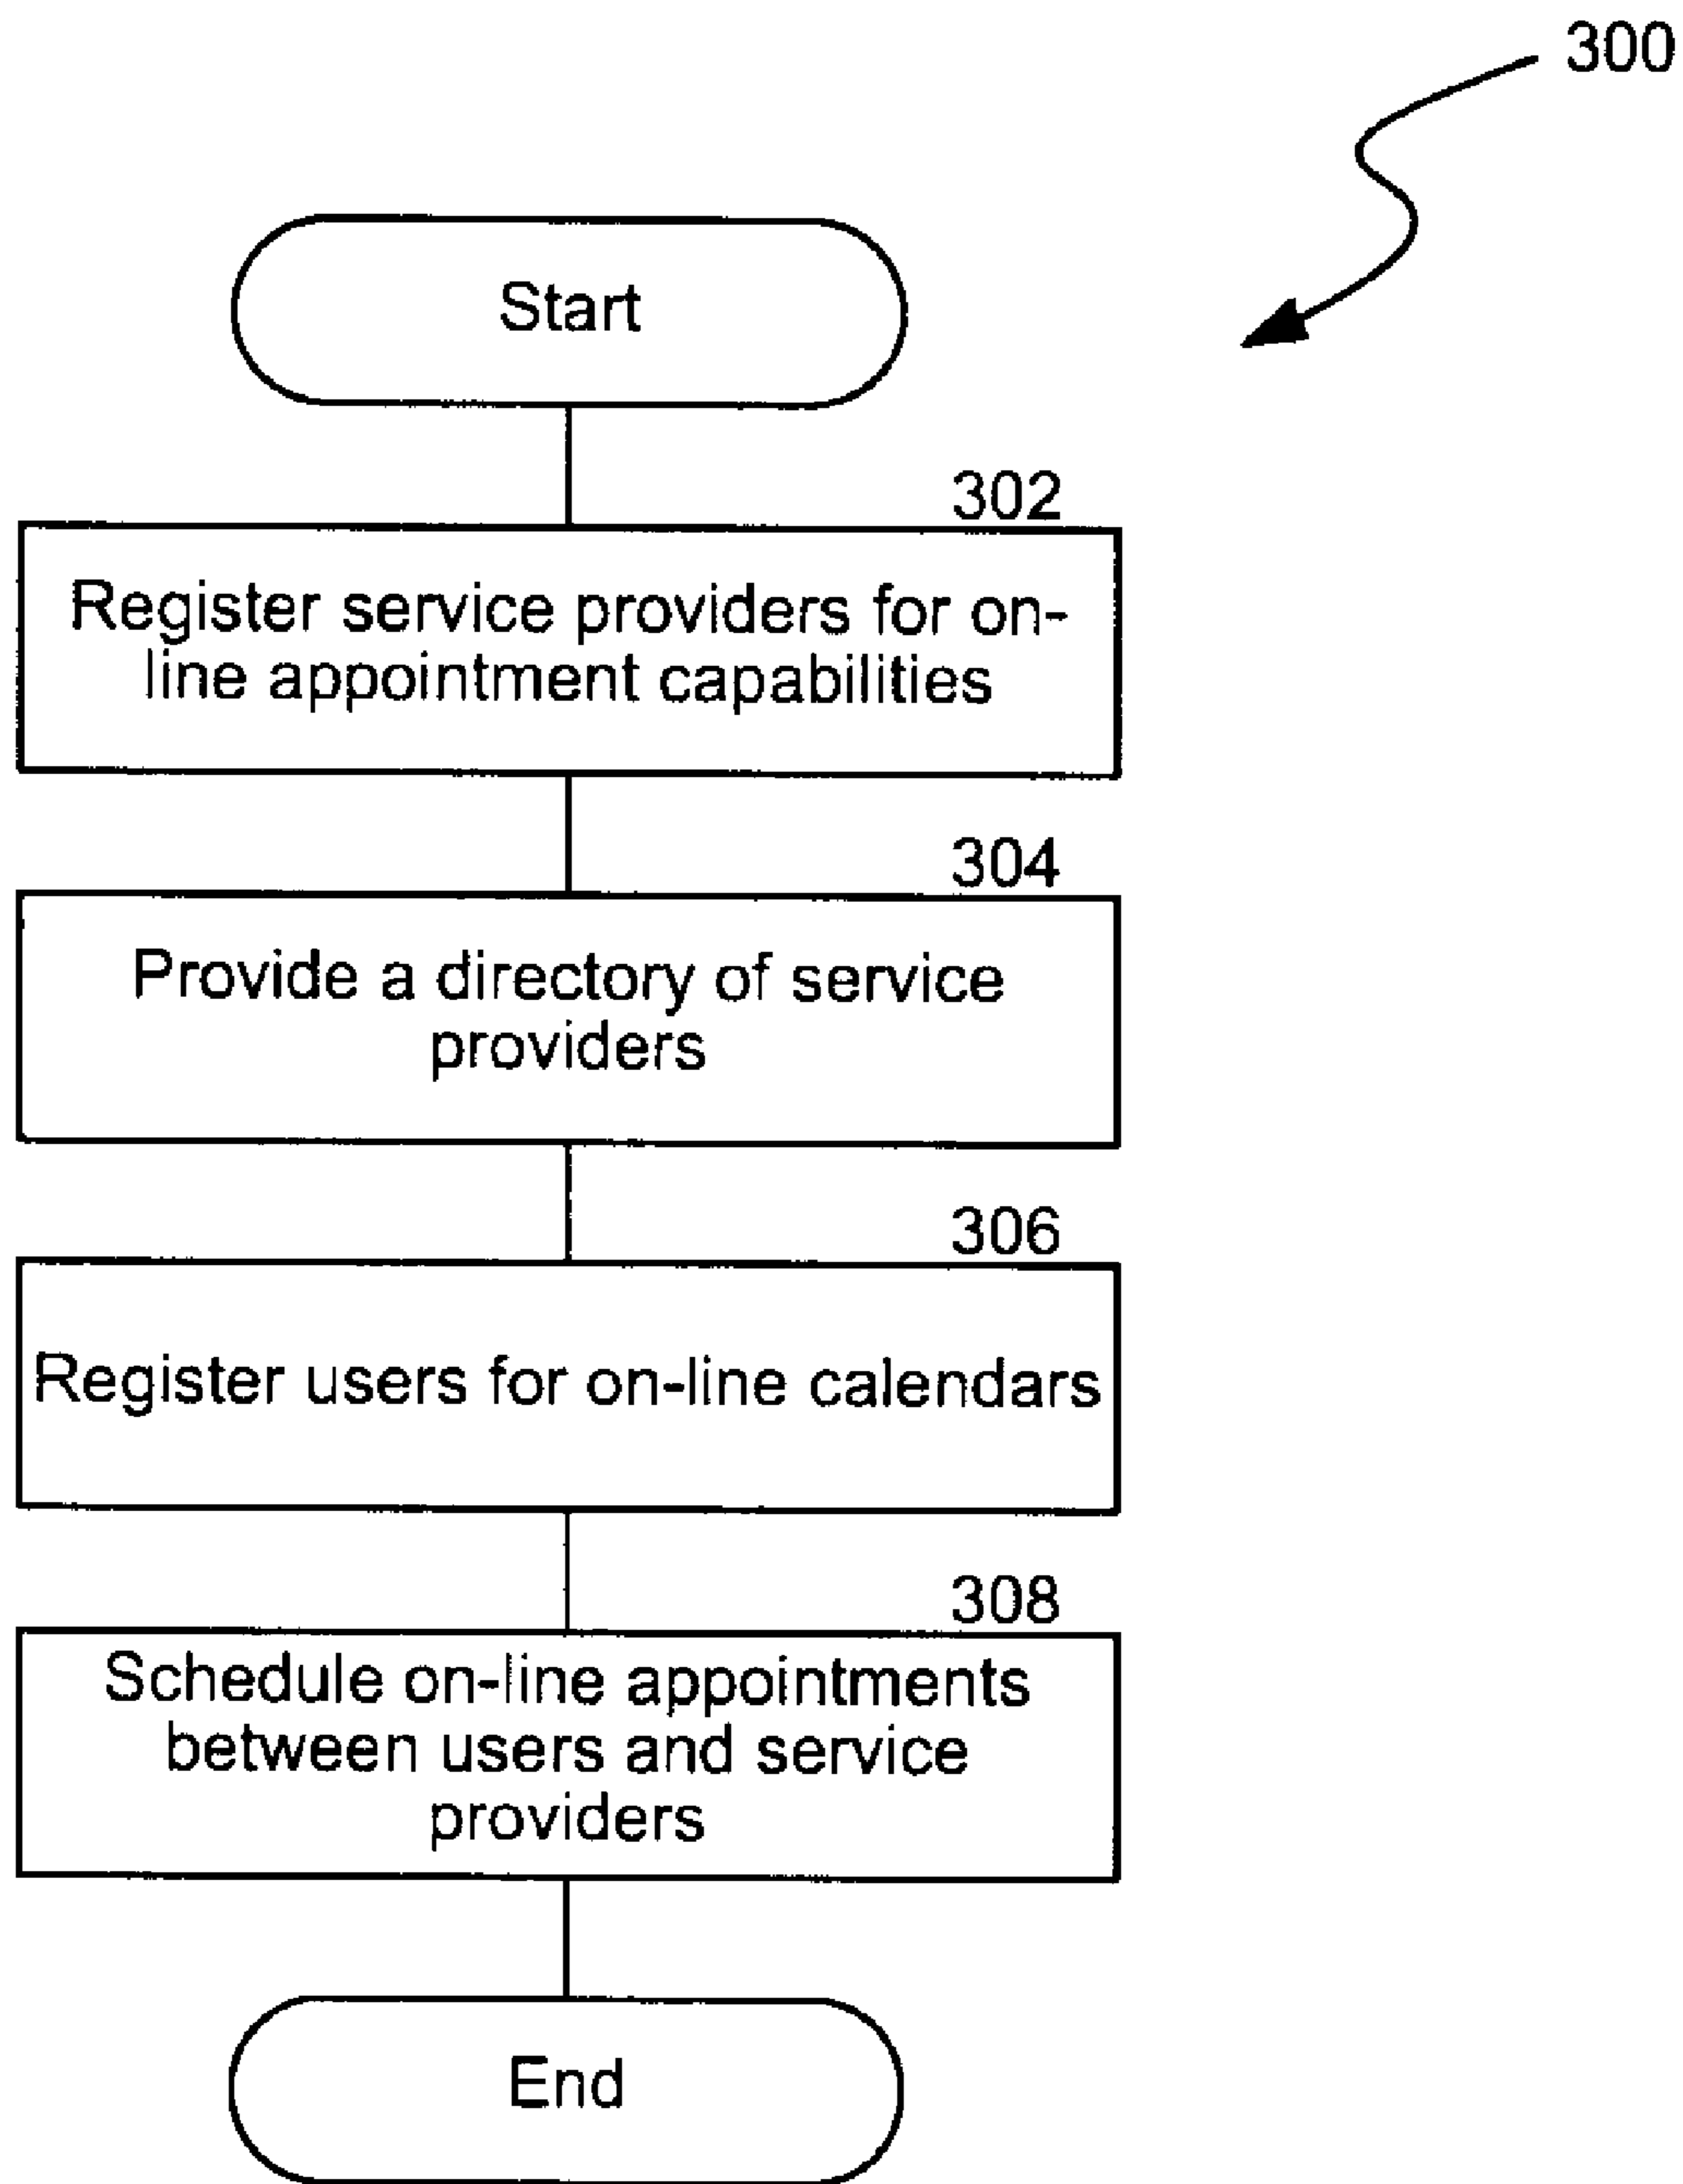 300
Start
302
Register service providers for on-
line appointment capabilities
304
Provide a directory of service
providers
306
Register users for on-line calendars
308
Schedule on-line appointments
between users and service
providers
End